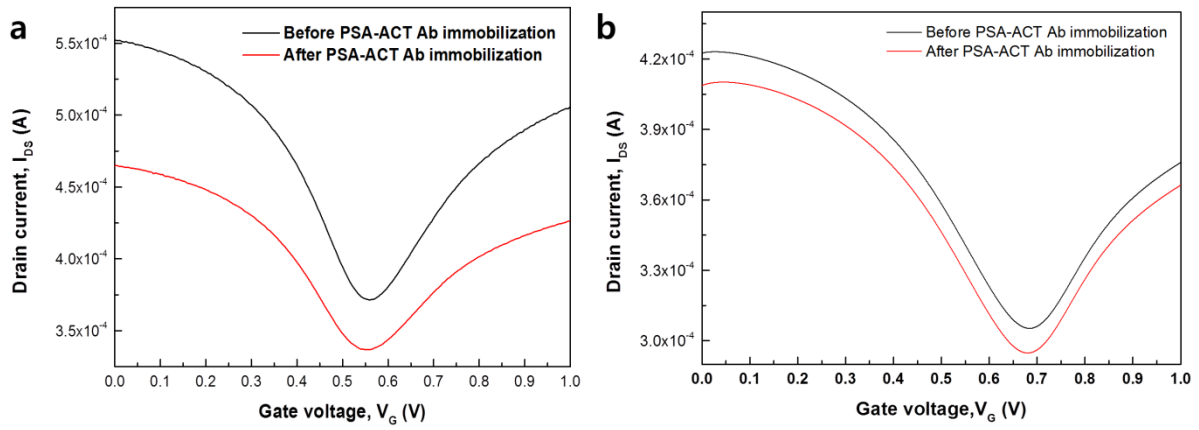 a
Before PSA-ACT Ab immobilization
After PSA-ACT Ab immobilization
5.5x10⁻⁴
5.0x10⁻⁴
4.5x10⁻⁴
4.0x10⁻⁴
3.5x10⁻⁴
Drain current, I_DS (A)
0.0 0.1 0.2 0.3 0.4 0.5 0.6 0.7 0.8 0.9 1.0
Gate voltage, V_G (V)
b
Before PSA-ACT Ab immobilization
After PSA-ACT Ab immobilization
4.2x10⁻⁴
3.9x10⁻⁴
3.6x10⁻⁴
3.3x10⁻⁴
3.0x10⁻⁴
Drain current, I_DS (A)
0.0 0.1 0.2 0.3 0.4 0.5 0.6 0.7 0.8 0.9 1.0
Gate voltage,V_G (V)